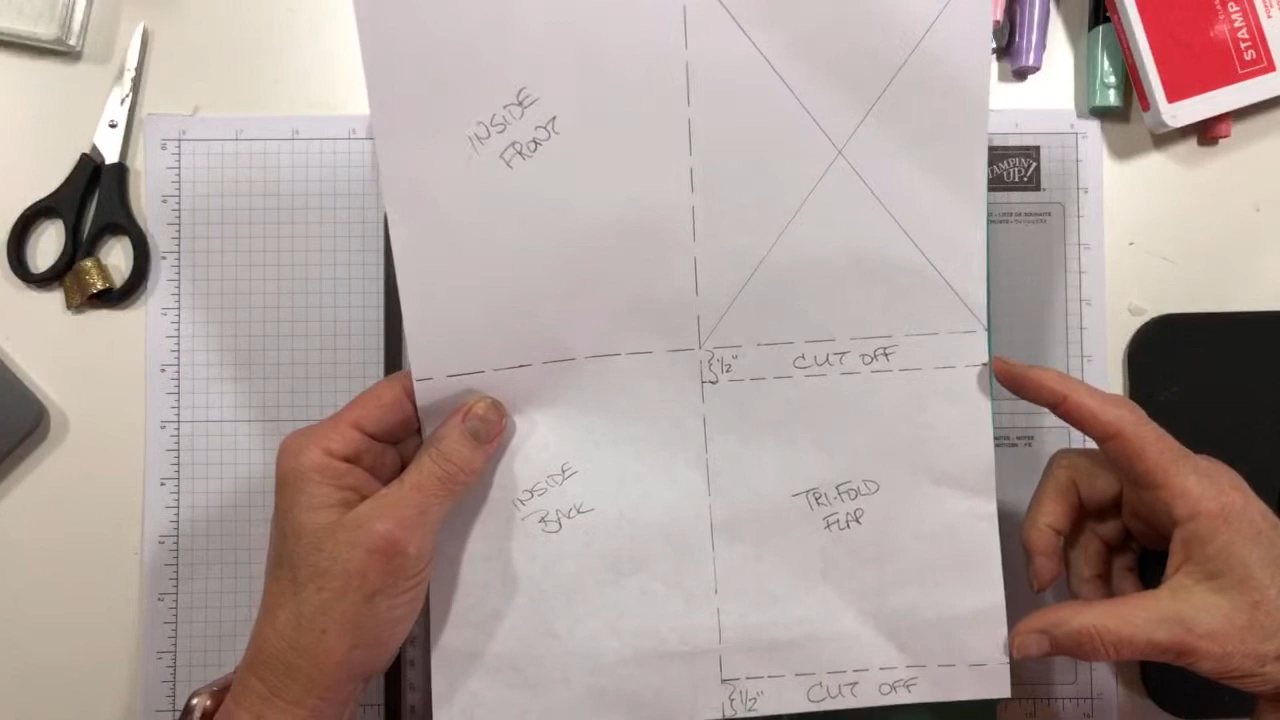 INSIDE
FRONT
1/2"
CUT OFF
INSIDE
BACK
TRI-FOLD
FLAP
1/2"
CUT OFF
STAMPIN'
UP!
STAMP